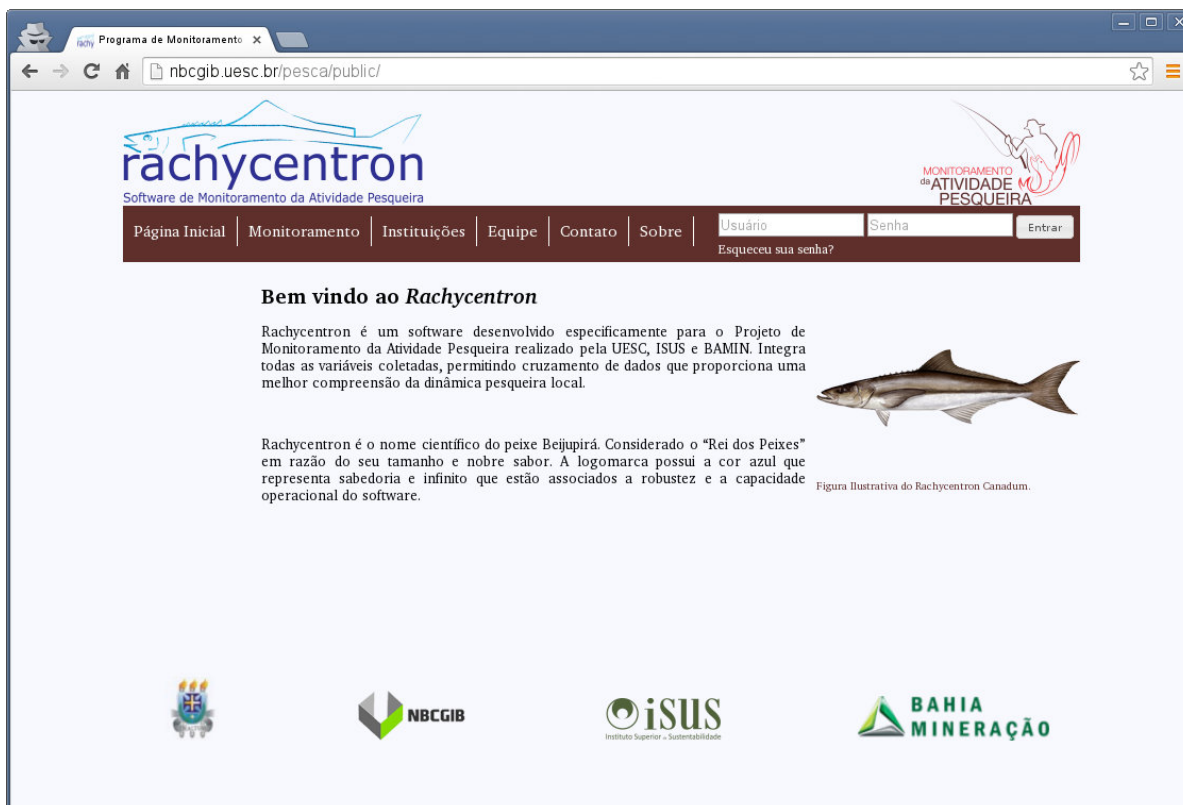 rachy Programa de Monitoramento
nbcgib.uesc.br/pesca/public/
rachycentron
Software de Monitoramento da Atividade Pesqueira
MONITORAMENTO
da ATIVIDADE
PESQUEIRA
Página Inicial Monitoramento Instituições Equipe Contato Sobre Usuário Senha Entrar
Esqueceu sua senha?
Bem vindo ao Rachycentron
Rachycentron é um software desenvolvido especificamente para o Projeto de
Monitoramento da Atividade Pesqueira realizado pela UESC, ISUS e BAMIN. Integra
todas as variáveis coletadas, permitindo cruzamento de dados que proporciona uma
melhor compreensão da dinâmica pesqueira local.
Rachycentron é o nome científico do peixe Beijupirá. Considerado o “Rei dos Peixes”
em razão do seu tamanho e nobre sabor. A logomarca possui a cor azul que
representa sabedoria e infinito que estão associados a robustez e a capacidade
operacional do software.
Figura Ilustrativa do Rachycentron Canadum.
NBCGIB
isus
Instituto Superior de Sustentabilidade
BAHIA
MINERAÇÃO